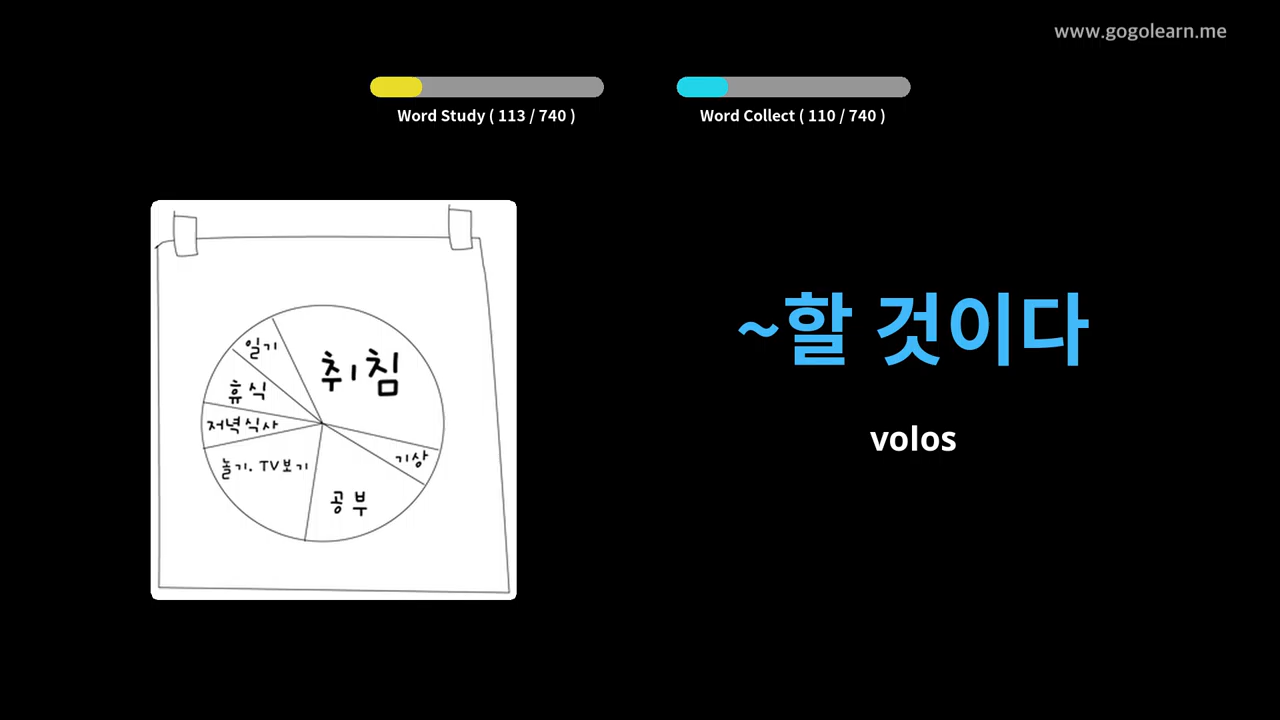 www.gogolearn.me
Word Study ( 113 / 740 )
Word Collect ( 110 / 740 )
일기
취침
휴식
저녁식사
놀기. TV보기
기상
공부
~할 것이다
volos